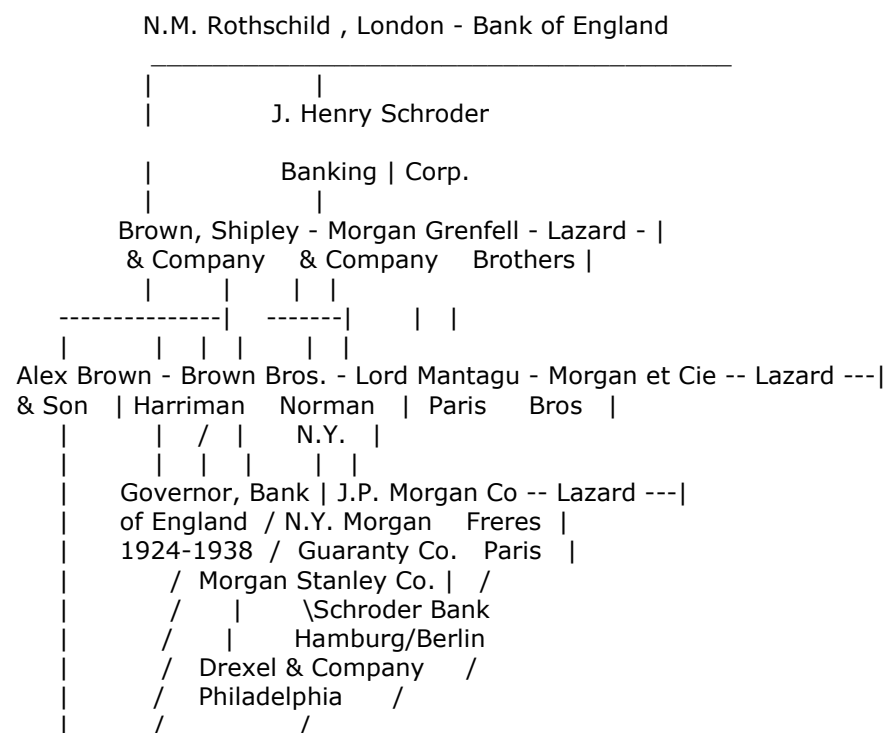 N.M. Rothschild , London - Bank of England
______________________________________
| |
| J. Henry Schroder
| Banking | Corp.
| |
Brown, Shipley - Morgan Grenfell - Lazard - |
& Company & Company Brothers |
| | | |
---------------| -------| | |
| | | | | |
Alex Brown - Brown Bros. - Lord Mantagu - Morgan et Cie -- Lazard ---|
& Son | Harriman Norman | Paris Bros |
| | / | N.Y. |
| | | | | |
| Governor, Bank | J.P. Morgan Co -- Lazard ---|
| of England / N.Y. Morgan Freres |
| 1924-1938 / Guaranty Co. Paris |
| / Morgan Stanley Co. | /
| / | \Schroder Bank
| / | Hamburg/Berlin
| / Drexel & Company /
| / Philadelphia /
| / /